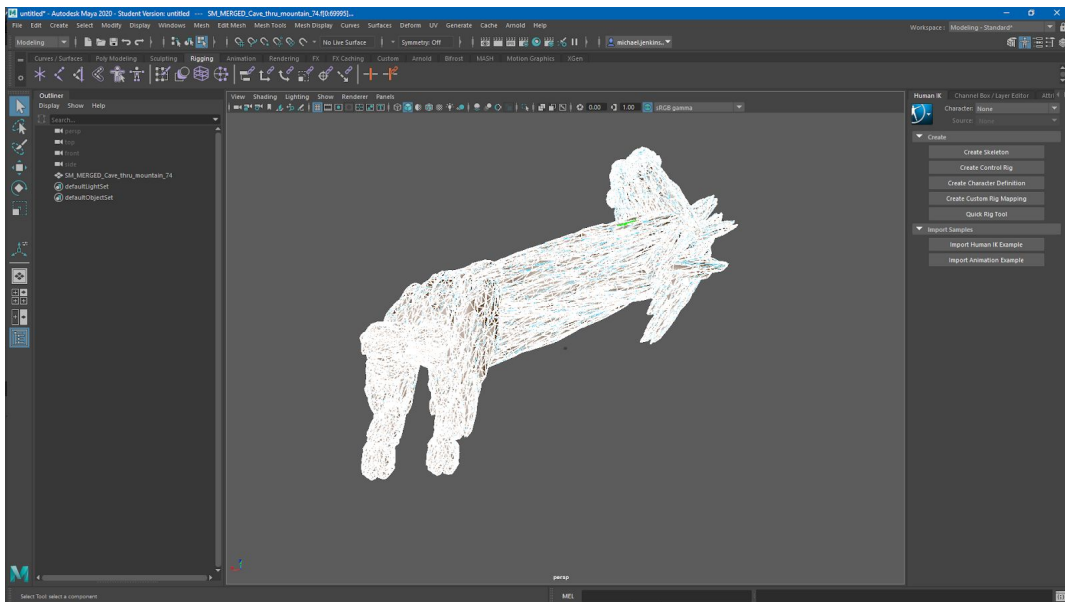 untitled* - Autodesk Maya 2020 - Student Version: untitled --- SM_MERGED_Cave_thru_mountain_74.f[0:69995]...
File Edit Create Select Modify Display Windows Mesh Edit Mesh Mesh Tools Mesh Display Curves Surfaces Deform UV Generate Cache Arnold Help
Workspace: Modeling - Standard*
Modeling No Live Surface Symmetry: Off michael.jenkins..
Curves / Surfaces Poly Modeling Sculpting Rigging Animation Rendering FX FX Caching Custom Arnold Bifrost MASH Motion Graphics XGen
Outliner
Display Show Help
Search...
persp
top
front
side
SM_MERGED_Cave_thru_mountain_74
defaultLightSet
defaultObjectSet
View Shading Lighting Show Renderer Panels
0.00 1.00 sRGB gamma
persp
Human IK Channel Box / Layer Editor Attri
Character: None
Source: None
Create
Create Skeleton
Create Control Rig
Create Character Definition
Create Custom Rig Mapping
Quick Rig Tool
Import Samples
Import Human IK Example
Import Animation Example
Select Tool: select a component
MEL